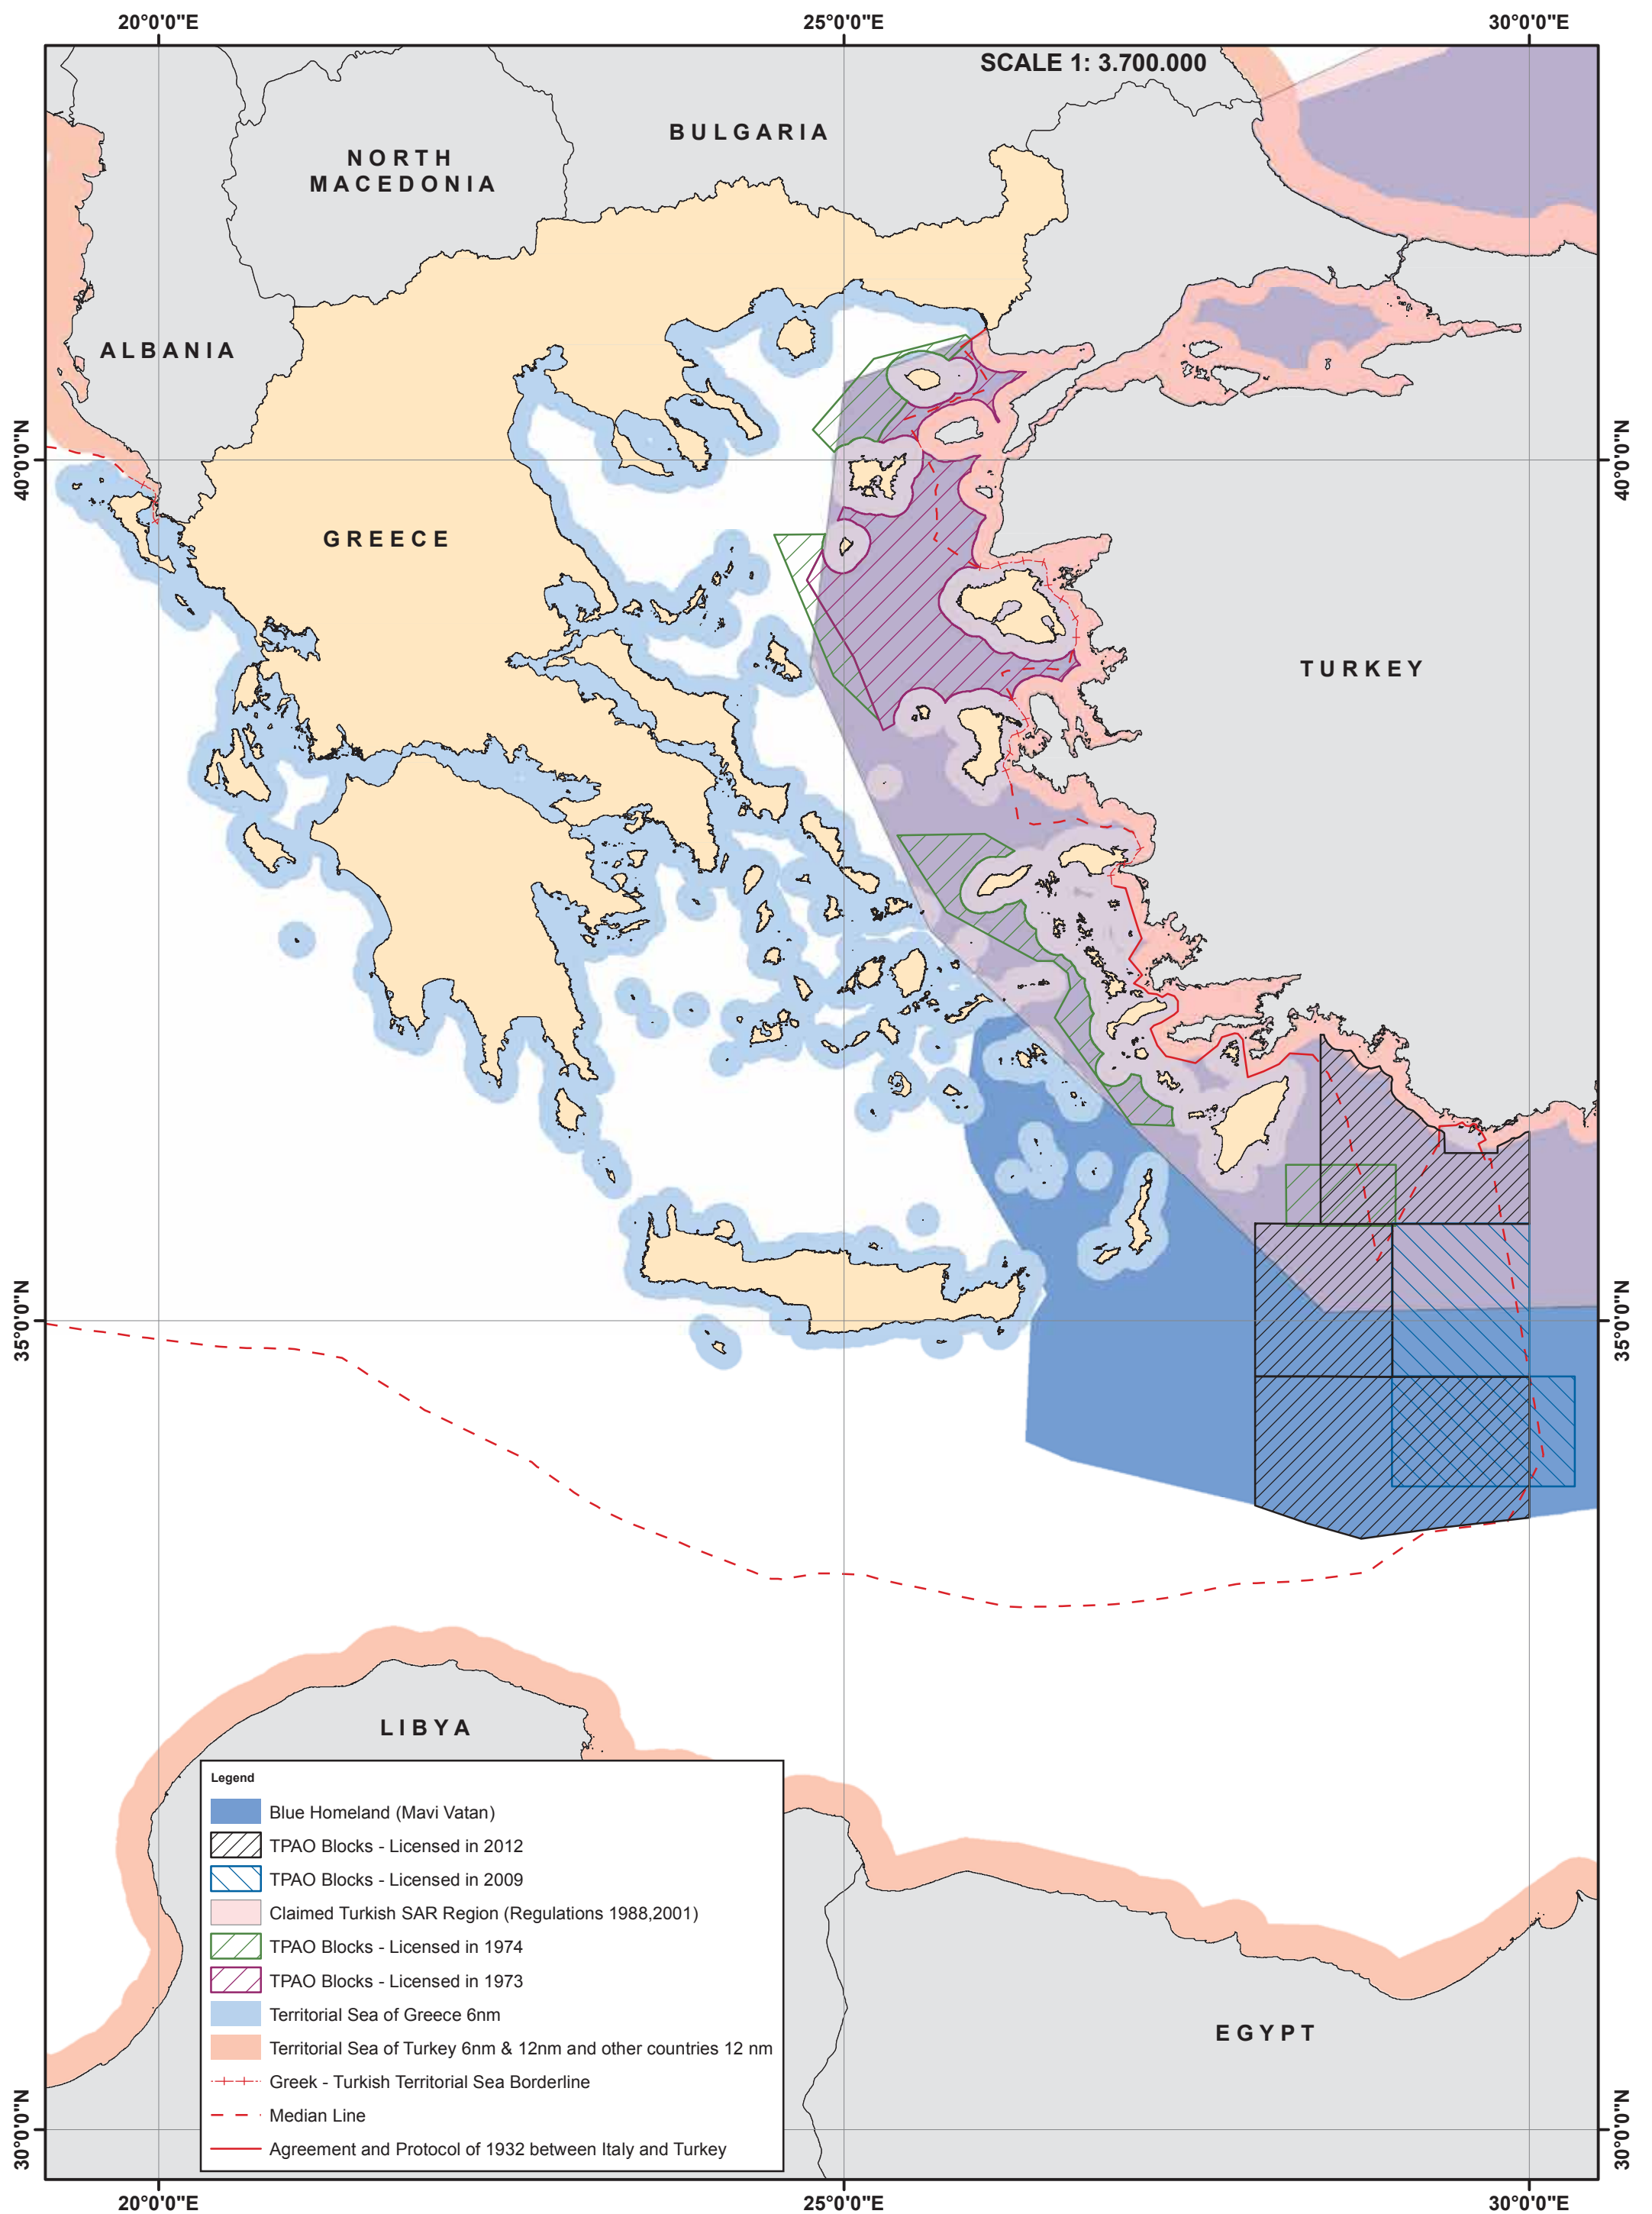 20°0'0"E
25°0'0"E
30°0'0"E
SCALE 1: 3.700.000
BULGARIA
NORTH
MACEDONIA
ALBANIA
40°0'0"N
40°0'0"N
GREECE
TURKEY
35°0'0"N
35°0'0"N
LIBYA
Legend
Blue Homeland (Mavi Vatan)
TPAO Blocks - Licensed in 2012
TPAO Blocks - Licensed in 2009
Claimed Turkish SAR Region (Regulations 1988,2001)
TPAO Blocks - Licensed in 1974
TPAO Blocks - Licensed in 1973
Territorial Sea of Greece 6nm
Territorial Sea of Turkey 6nm & 12nm and other countries 12 nm
Greek - Turkish Territorial Sea Borderline
Median Line
Agreement and Protocol of 1932 between Italy and Turkey
EGYPT
30°0'0"N
30°0'0"N
20°0'0"E
25°0'0"E
30°0'0"E